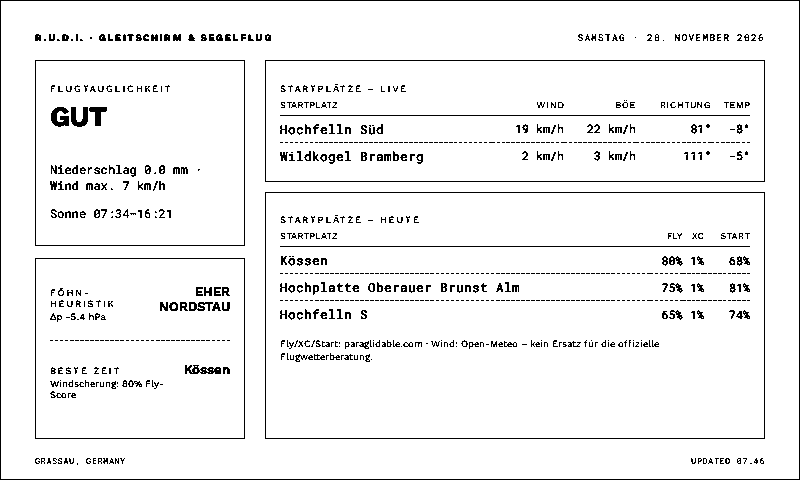 R.U.D.I. · GLEITSCHIRM & SEGELFLUG
SAMSTAG · 28. NOVEMBER 2026
FLUGTAUGLICHKEIT
GUT
Niederschlag 0.0 mm ·
Wind max. 7 km/h
Sonne 07:34–16:21
FÖHN-
HEURISTIK
Δp -5.4 hPa
EHER
NORDSTAU
BESTE ZEIT
Kössen
Windscherung: 80% Fly-
Score
STARTPLÄTZE – LIVE
STARTPLATZ WIND BÖE RICHTUNG TEMP
Hochfelln Süd 19 km/h 22 km/h 81° -8°
Wildkogel Bramberg 2 km/h 3 km/h 111° -5°
STARTPLÄTZE – HEUTE
STARTPLATZ FLY XC START
Kössen 80% 1% 68%
Hochplatte Oberauer Brunst Alm 75% 1% 81%
Hochfelln S 65% 1% 74%
Fly/XC/Start: paraglidable.com · Wind: Open-Meteo – kein Ersatz für die offizielle
Flugwetterberatung.
GRASSAU, GERMANY
UPDATED 07.46